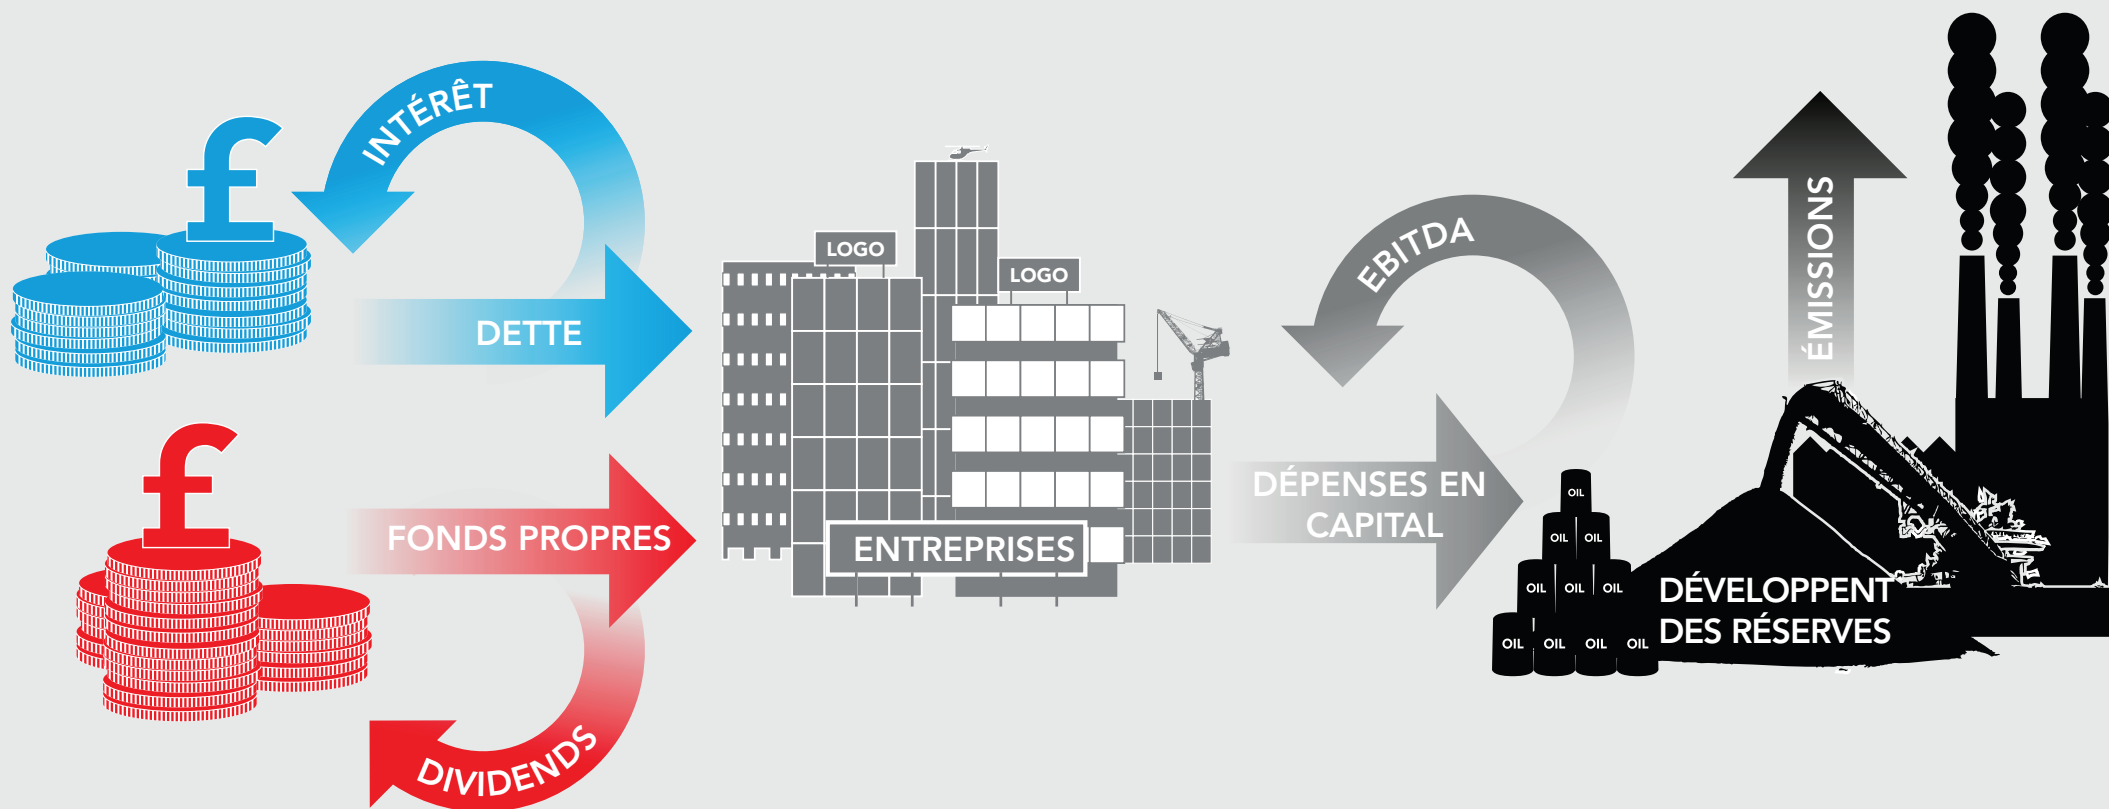 INTÉRÊT
£
DETTE
£
FONDS PROPRES
DIVIDENDS
LOGO
LOGO
ENTREPRISES
EBITDA
DÉPENSES EN
CAPITAL
OIL
OIL OIL
OIL OIL OIL
OIL OIL OIL OIL
DÉVELOPPENT
DES RÉSERVES
ÉMISSIONS